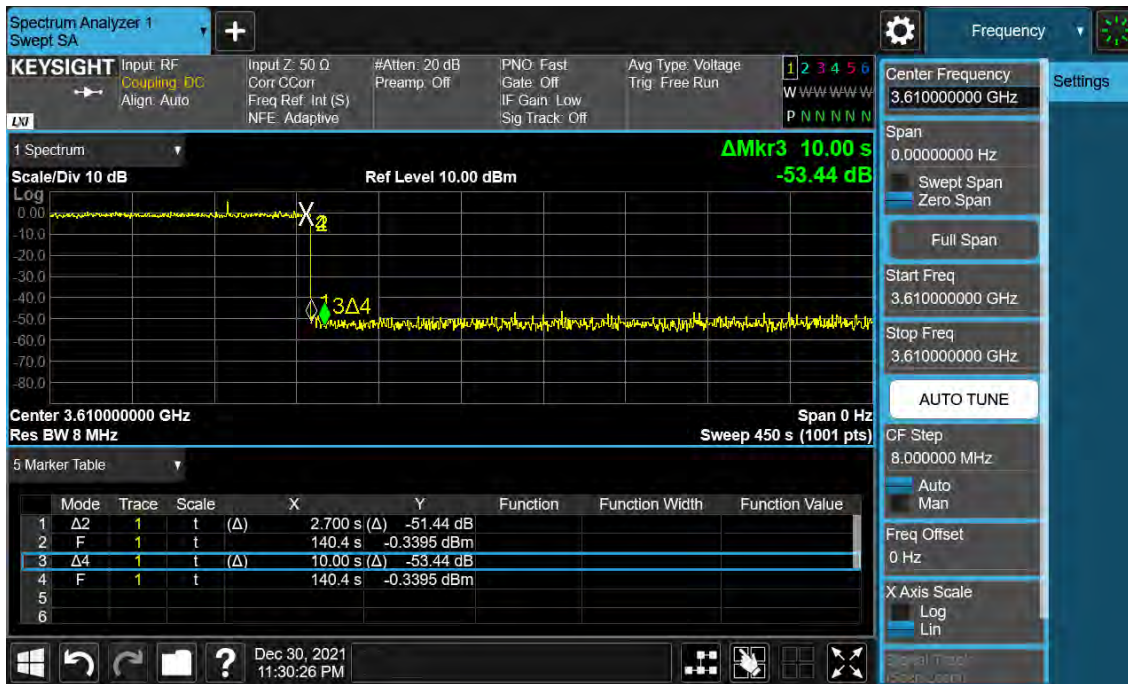 Spectrum Analyzer 1
Swept SA
Frequency
KEYSIGHT
LXI
Input: RF
Coupling: DC
Align: Auto
Input Z: 50 Ω
Corr CCorr
Freq Ref: Int (S)
NFE: Adaptive
#Atten: 20 dB
Preamp: Off
PNO: Fast
Gate: Off
IF Gain: Low
Sig Track: Off
Avg Type: Voltage
Trig: Free Run
1 2 3 4 5 6
W W W W W W
P N N N N N
1 Spectrum
ΔMkr3 10.00 s
Scale/Div 10 dB
Ref Level 10.00 dBm
-53.44 dB
Log
0.00
-10.0
-20.0
-30.0
-40.0
-50.0
-60.0
-70.0
-80.0
X
3Δ4
Center 3.610000000 GHz
Span 0 Hz
Res BW 8 MHz
Sweep 450 s (1001 pts)
5 Marker Table
Mode Trace Scale X Y Function Function Width Function Value
1 Δ2 1 t (Δ) 2.700 s (Δ) -51.44 dB
2 F 1 t 140.4 s -0.3395 dBm
3 Δ4 1 t (Δ) 10.00 s (Δ) -53.44 dB
4 F 1 t 140.4 s -0.3395 dBm
5
6
Dec 30, 2021
11:30:26 PM
?
Center Frequency
3.610000000 GHz
Settings
Span
0.00000000 Hz
Swept Span
Zero Span
Full Span
Start Freq
3.610000000 GHz
Stop Freq
3.610000000 GHz
AUTO TUNE
CF Step
8.000000 MHz
Auto
Man
Freq Offset
0 Hz
X Axis Scale
Log
Lin